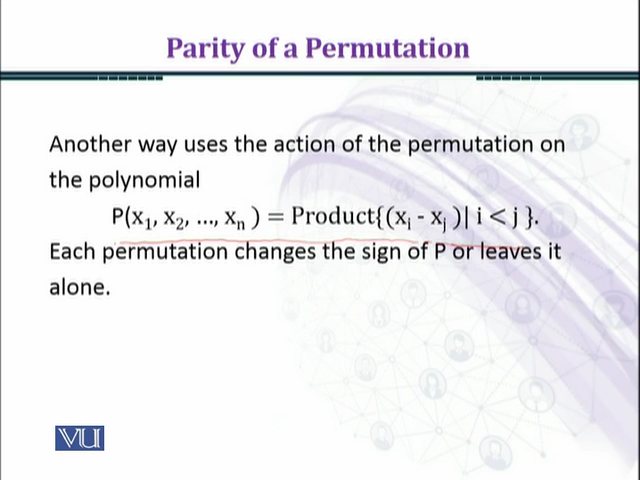 Parity of a Permutation
Another way uses the action of the permutation on
the polynomial
P(x₁, x₂, ..., xₙ ) = Product{(xᵢ - xⱼ )| i < j }.
Each permutation changes the sign of P or leaves it
alone.
VU